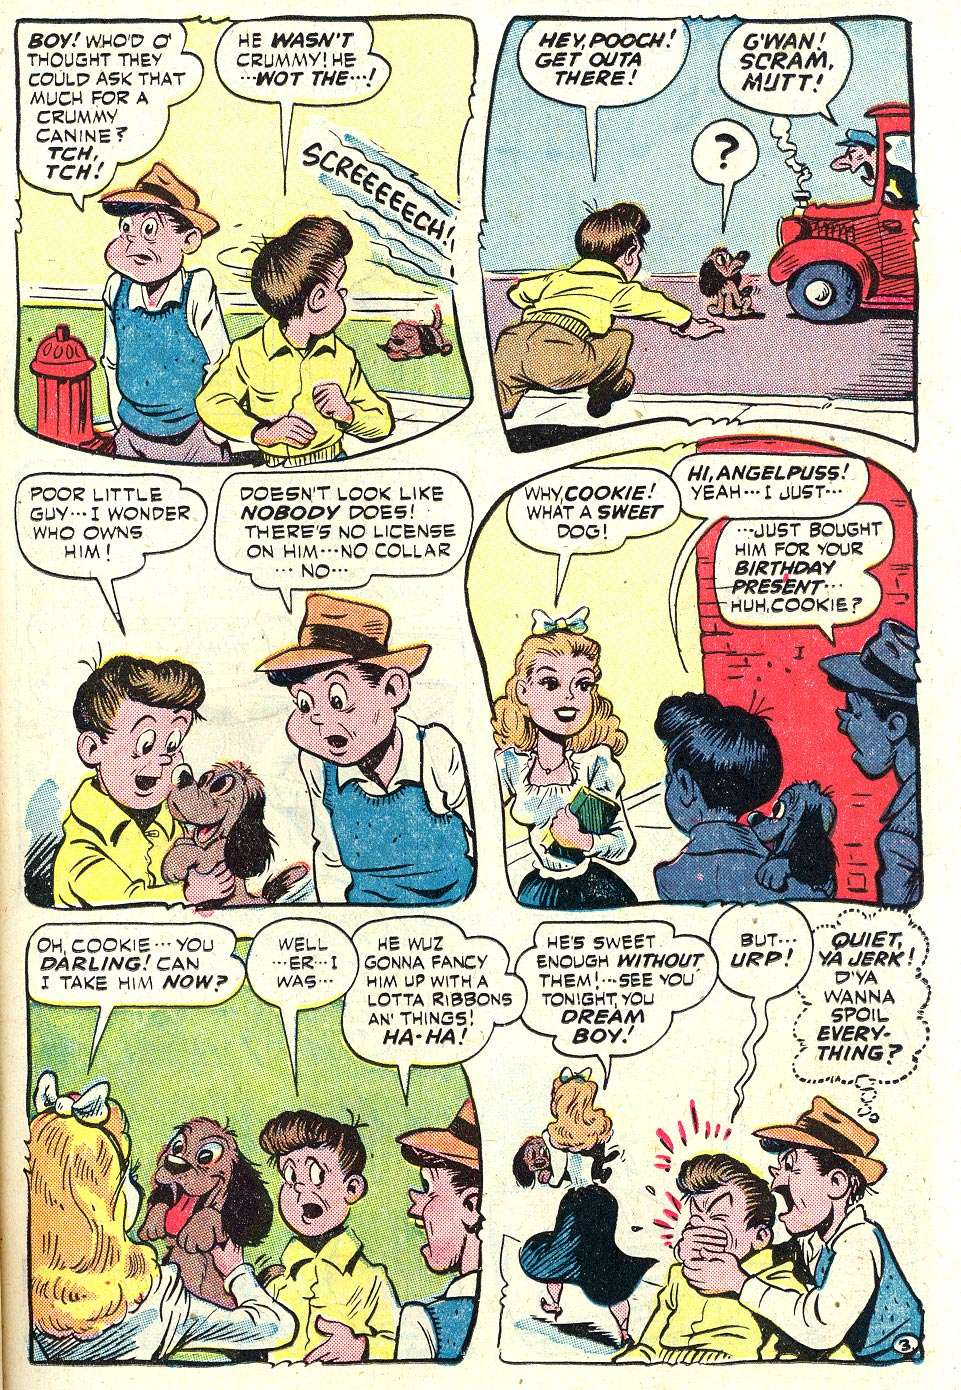 BOY! WHO'D O'
THOUGHT THEY
COULD ASK THAT
MUCH FOR A
CRUMMY
CANINE?
TCH,
TCH!
HE WASN'T
CRUMMY! HE
---WOT THE---!
SCREEEEECH!
HEY, POOCH!
GET OUTA
THERE!
?
G'WAN!
SCRAM,
MUTT!
POOR LITTLE
GUY---I WONDER
WHO OWNS
HIM!
DOESN'T LOOK LIKE
NOBODY DOES!
THERE'S NO LICENSE
ON HIM---NO COLLAR
--- NO---
WHY, COOKIE!
WHAT A SWEET
DOG!
HI, ANGELPUSS!
YEAH--- I JUST---
---JUST BOUGHT
HIM FOR YOUR
BIRTHDAY
PRESENT---
HUH, COOKIE?
OH, COOKIE --- YOU
DARLING! CAN
I TAKE HIM NOW?
WELL
---ER---I
WAS---
HE WUZ
GONNA FANCY
HIM UP WITH A
LOTTA RIBBONS
AN' THINGS!
HA-HA!
HE'S SWEET
ENOUGH WITHOUT
THEM!---SEE YOU
TONIGHT, YOU
DREAM
BOY!
BUT---
URP!
QUIET,
YA JERK!
D'YA
WANNA
SPOIL
EVERY-
THING?
3